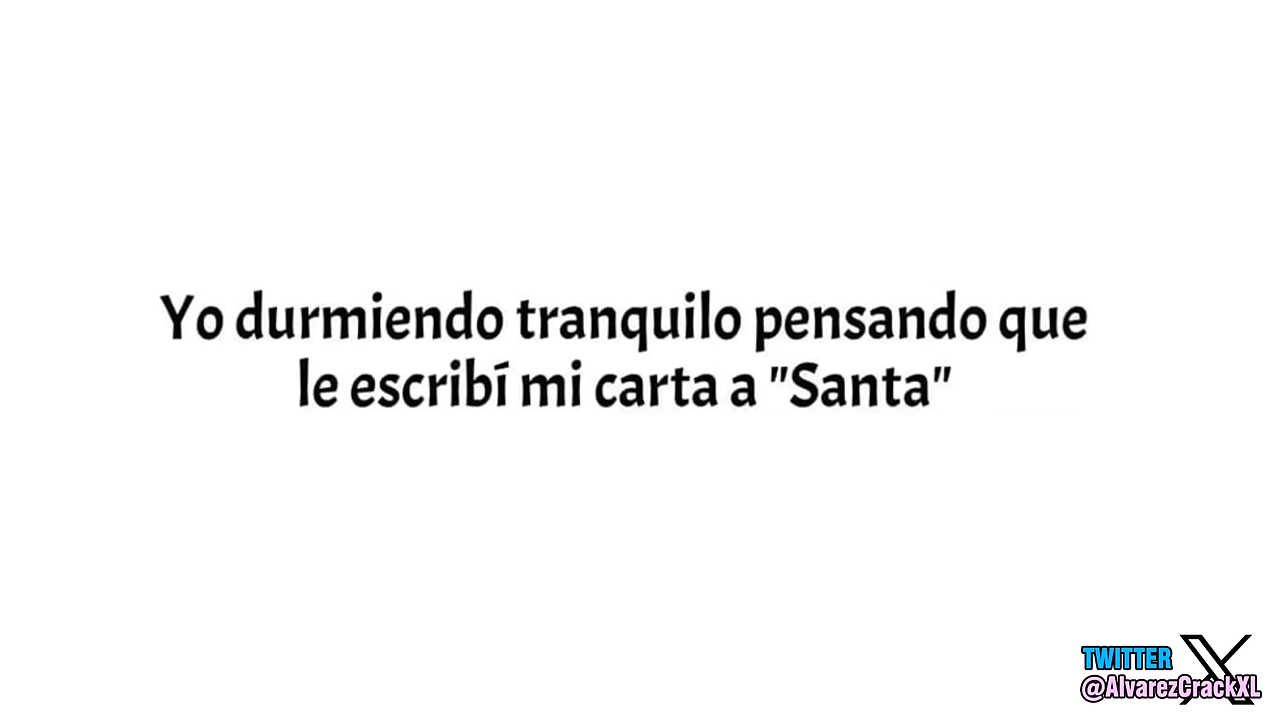 Yo durmiendo tranquilo pensando que
le escribí mi carta a "Santa"
TWITTER
@AlvarezCrackXL